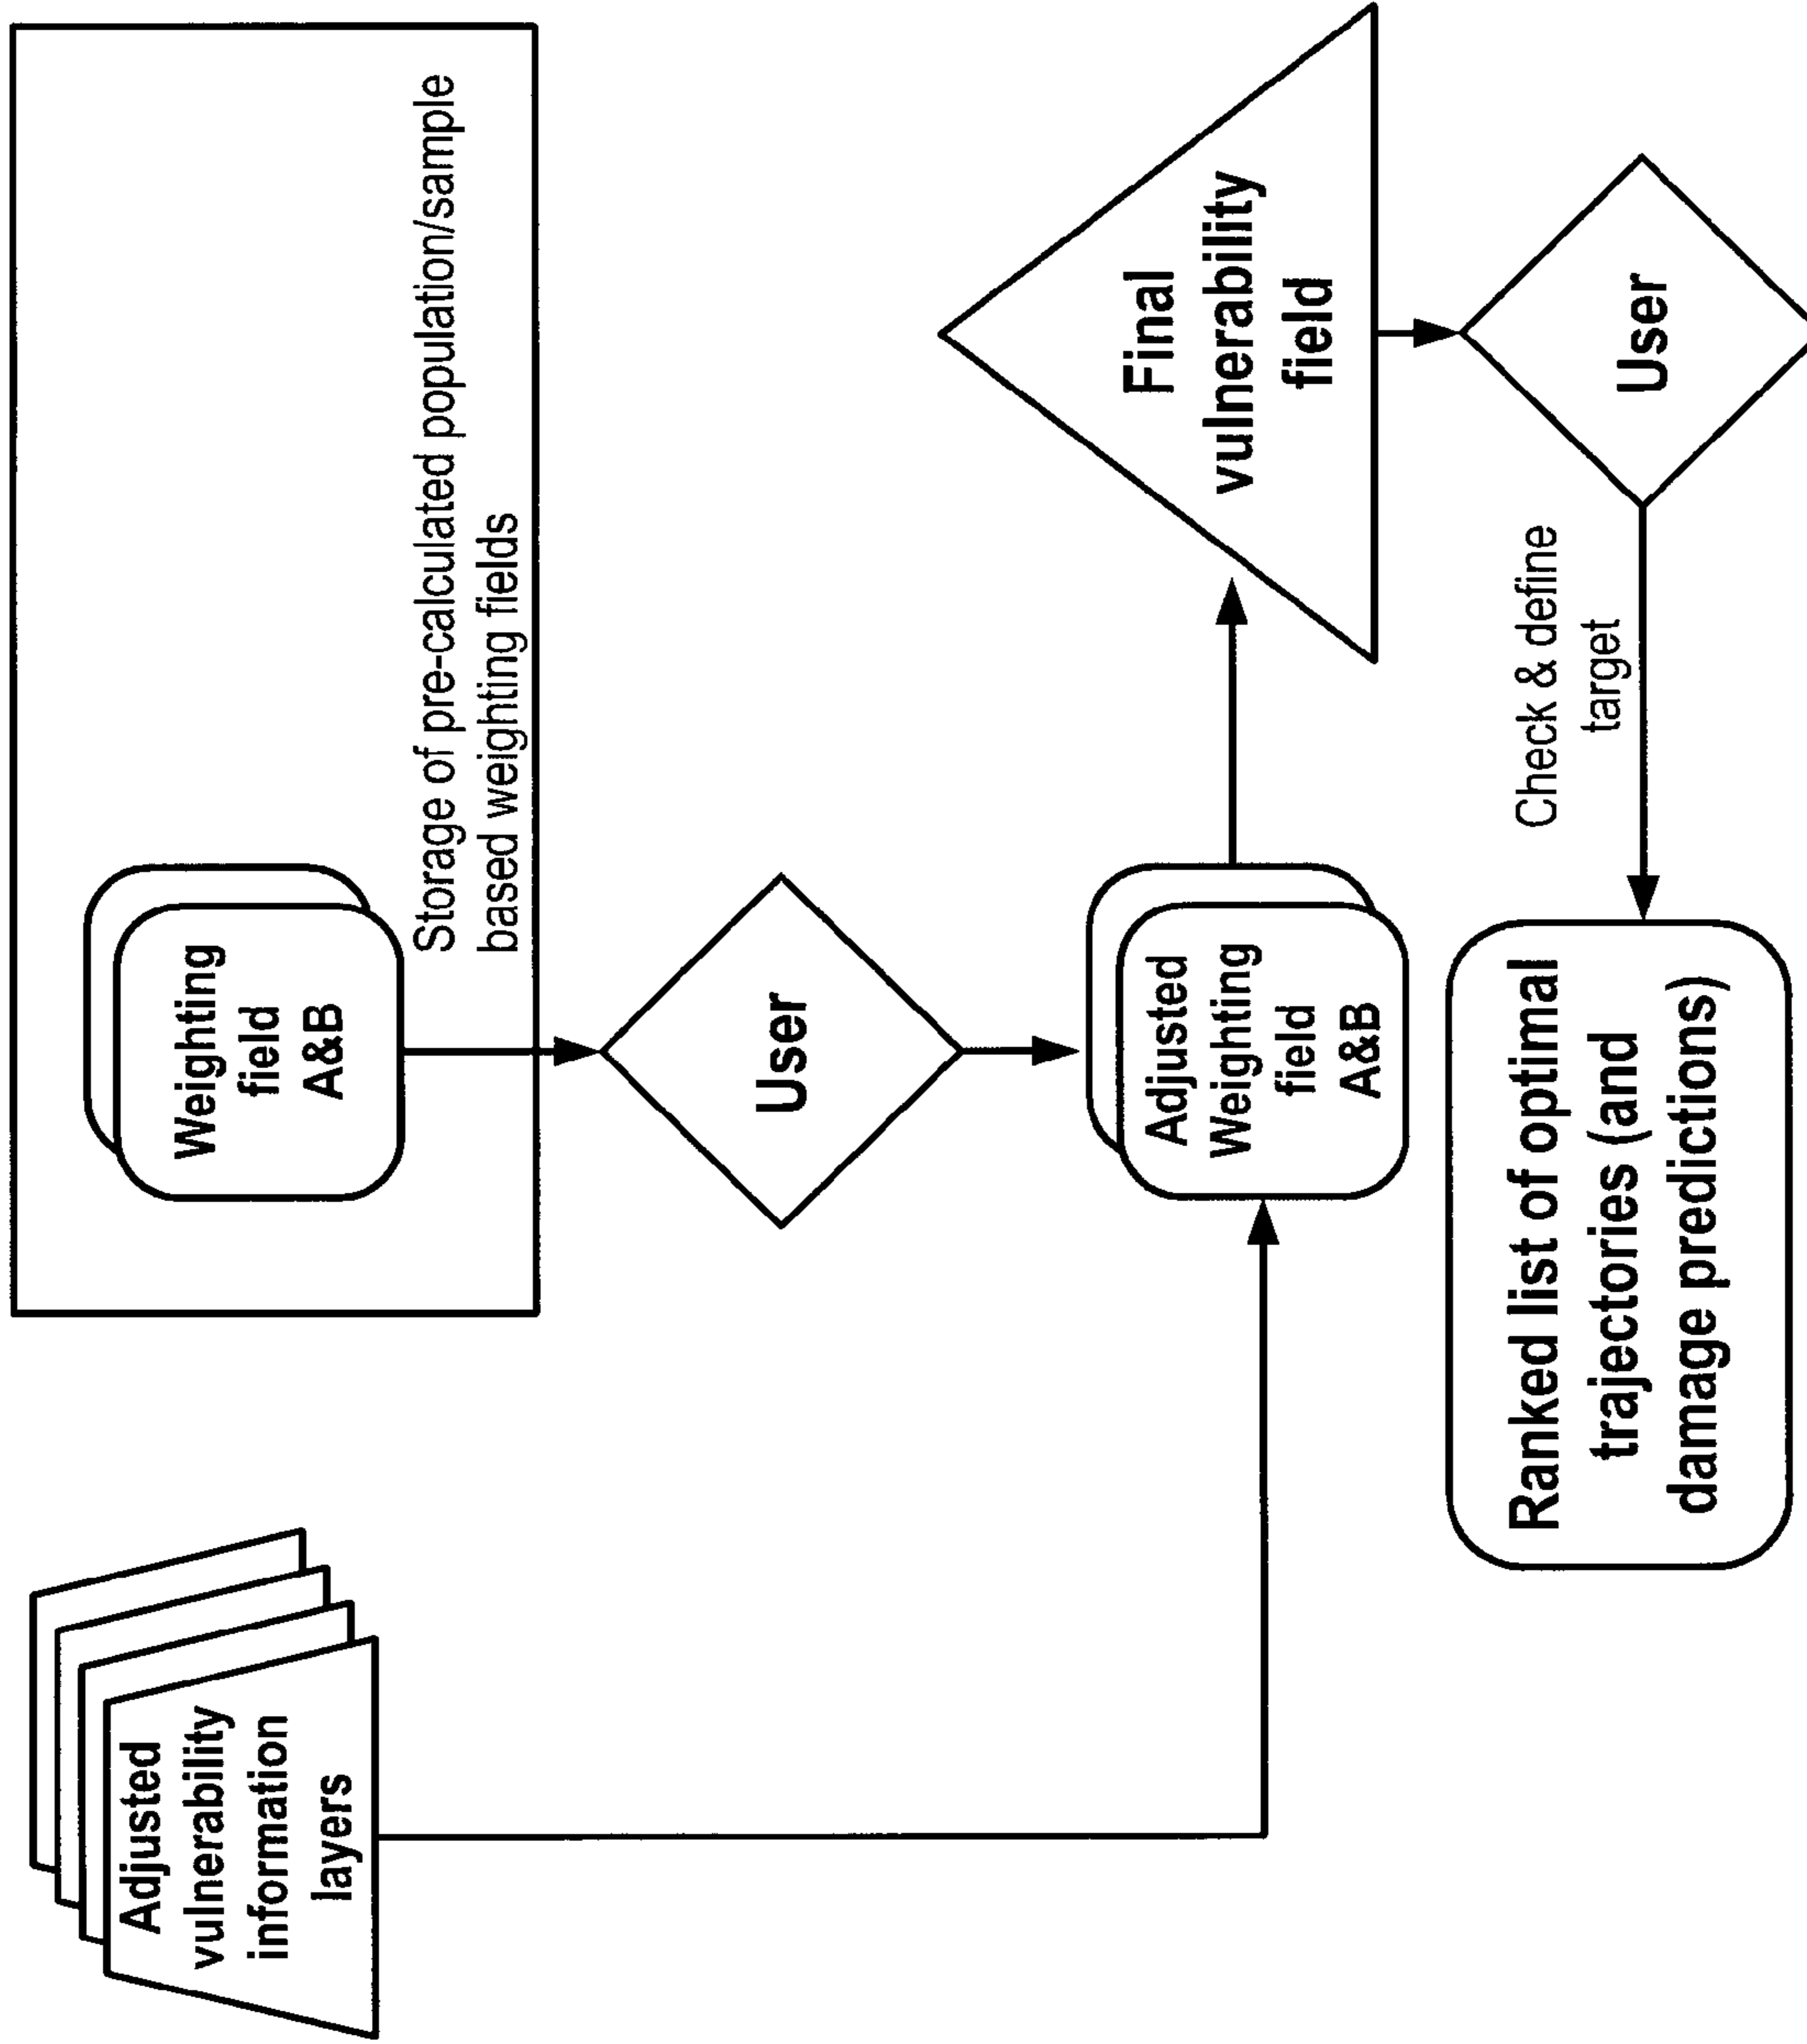 Adjusted
vulnerability
information
layers
Weighting
field
A&B
Storage of pre-calculated population/sample
based weighting fields
User
Adjusted
Weighting
field
A&B
Final
vulnerability
field
User
Check & define
target
Ranked list of optimal
trajectories (and
damage predictions)